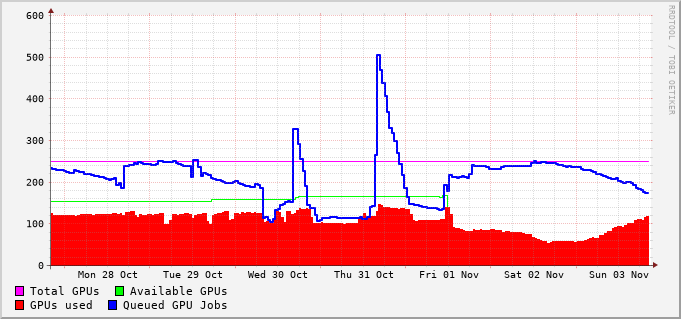 600
500
400
300
200
100
0
Mon 28 Oct Tue 29 Oct Wed 30 Oct Thu 31 Oct Fri 01 Nov Sat 02 Nov Sun 03 Nov
Total GPUs Available GPUs
GPUs used Queued GPU Jobs
RRDTOOL / TOBI OETIKER